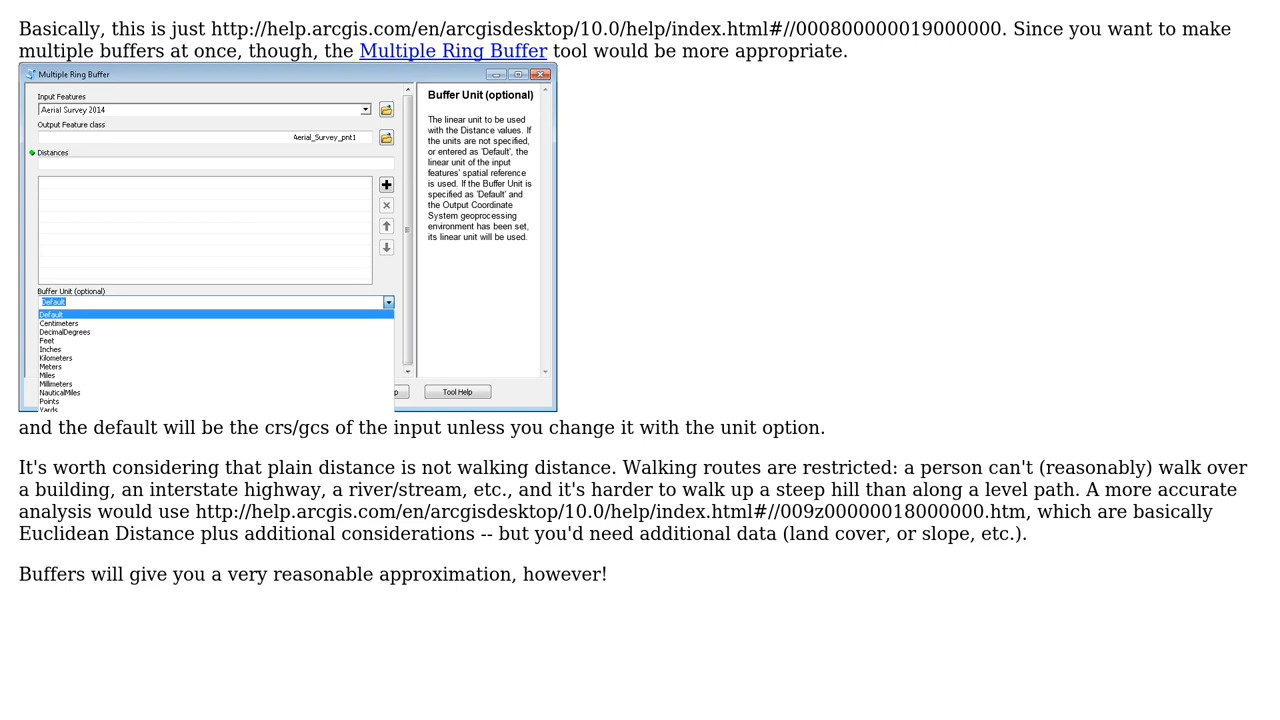 Basically, this is just http://help.arcgis.com/en/arcgisdesktop/10.0/help/index.html#//000800000019000000. Since you want to make
multiple buffers at once, though, the Multiple Ring Buffer tool would be more appropriate.
Multiple Ring Buffer
Input Features
Aerial Survey 2014
Output Feature class
Aerial_Survey_pnt1
Distances
Buffer Unit (optional)
Default
Default
Centimeters
DecimalDegrees
Feet
Inches
Kilometers
Meters
Miles
Millimeters
NauticalMiles
Points
Yards
Buffer Unit (optional)
The linear unit to be used
with the Distance values. If
the units are not specified,
or entered as 'Default', the
linear unit of the input
features' spatial reference
is used. If the Buffer Unit is
specified as 'Default' and
the Output Coordinate
System geoprocessing
environment has been set,
its linear unit will be used.
p
Tool Help
and the default will be the crs/gcs of the input unless you change it with the unit option.
It's worth considering that plain distance is not walking distance. Walking routes are restricted: a person can't (reasonably) walk over
a building, an interstate highway, a river/stream, etc., and it's harder to walk up a steep hill than along a level path. A more accurate
analysis would use http://help.arcgis.com/en/arcgisdesktop/10.0/help/index.html#//009z00000018000000.htm, which are basically
Euclidean Distance plus additional considerations -- but you'd need additional data (land cover, or slope, etc.).
Buffers will give you a very reasonable approximation, however!